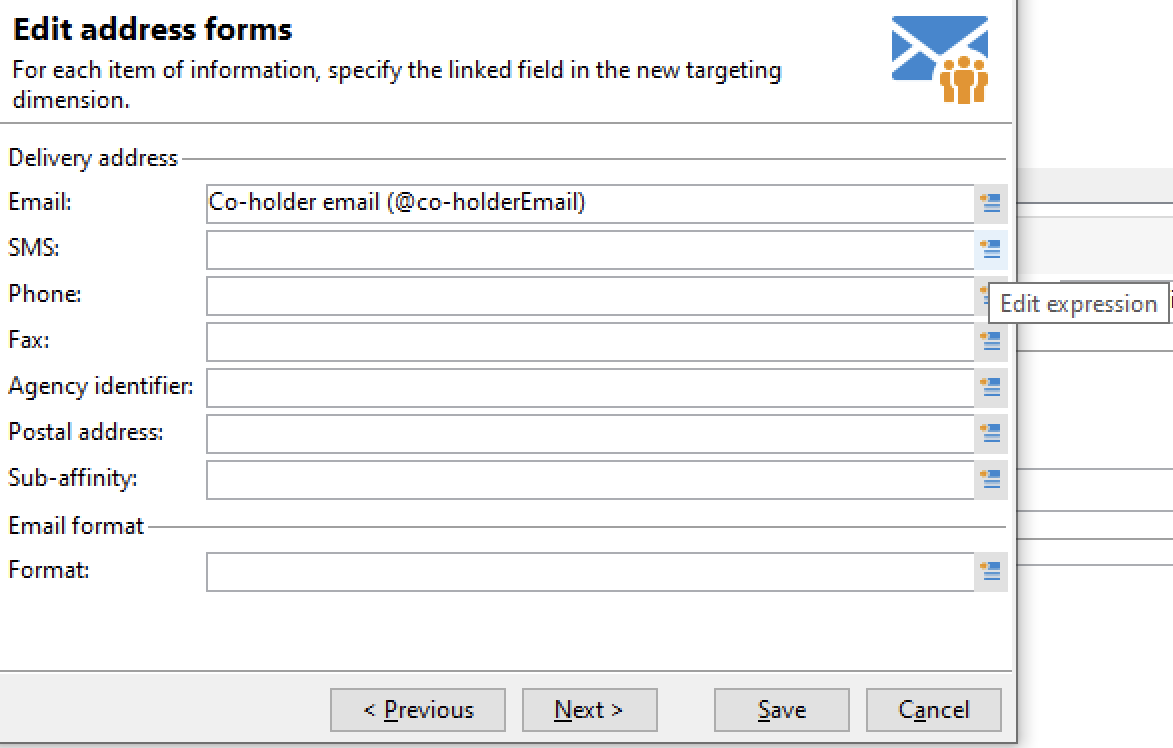 Edit address forms
For each item of information, specify the linked field in the new targeting
dimension.
Delivery address
Email: Co-holder email (@co-holderEmail)
SMS:
Phone:
Edit expression
Fax:
Agency identifier:
Postal address:
Sub-affinity:
Email format
Format:
< Previous Next > Save Cancel